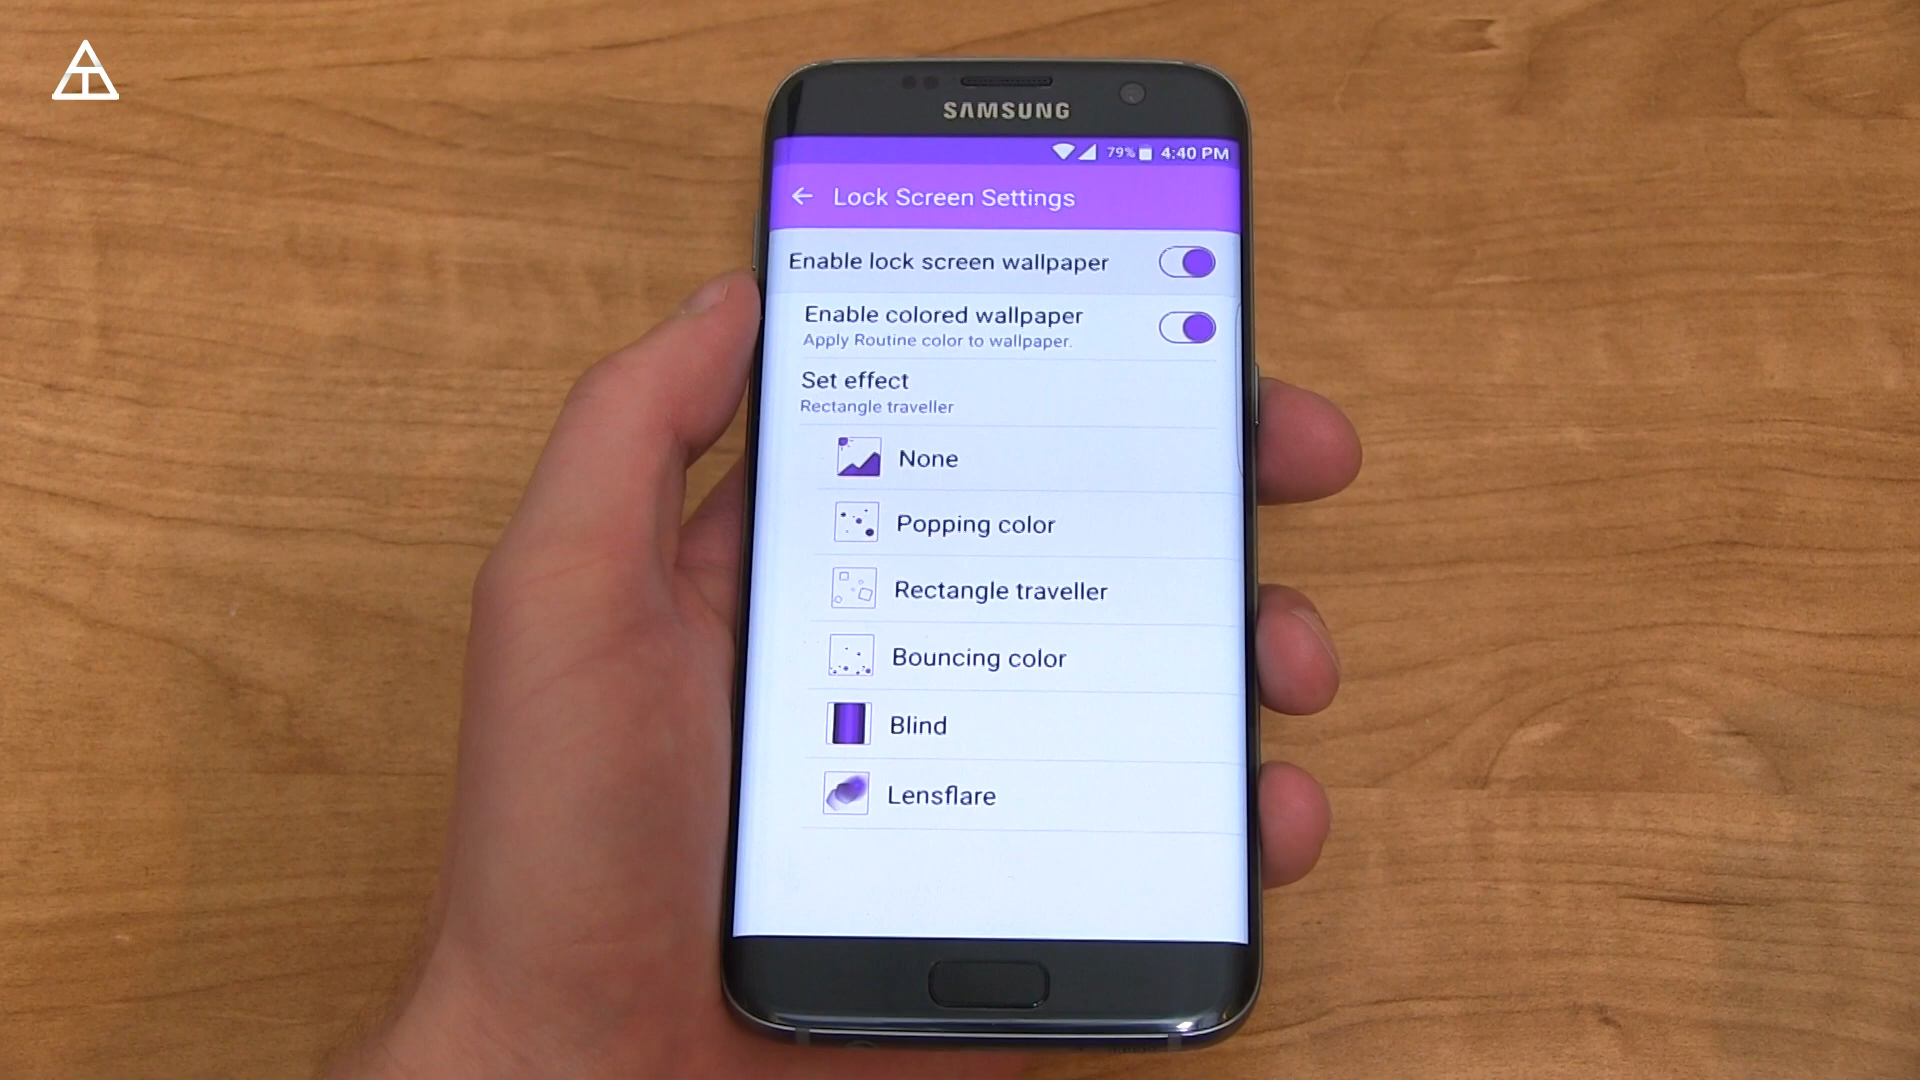 SAMSUNG
79% 4:40 PM
Lock Screen Settings
Enable lock screen wallpaper
Enable colored wallpaper
Apply Routine color to wallpaper.
Set effect
Rectangle traveller
None
Popping color
Rectangle traveller
Bouncing color
Blind
Lensflare